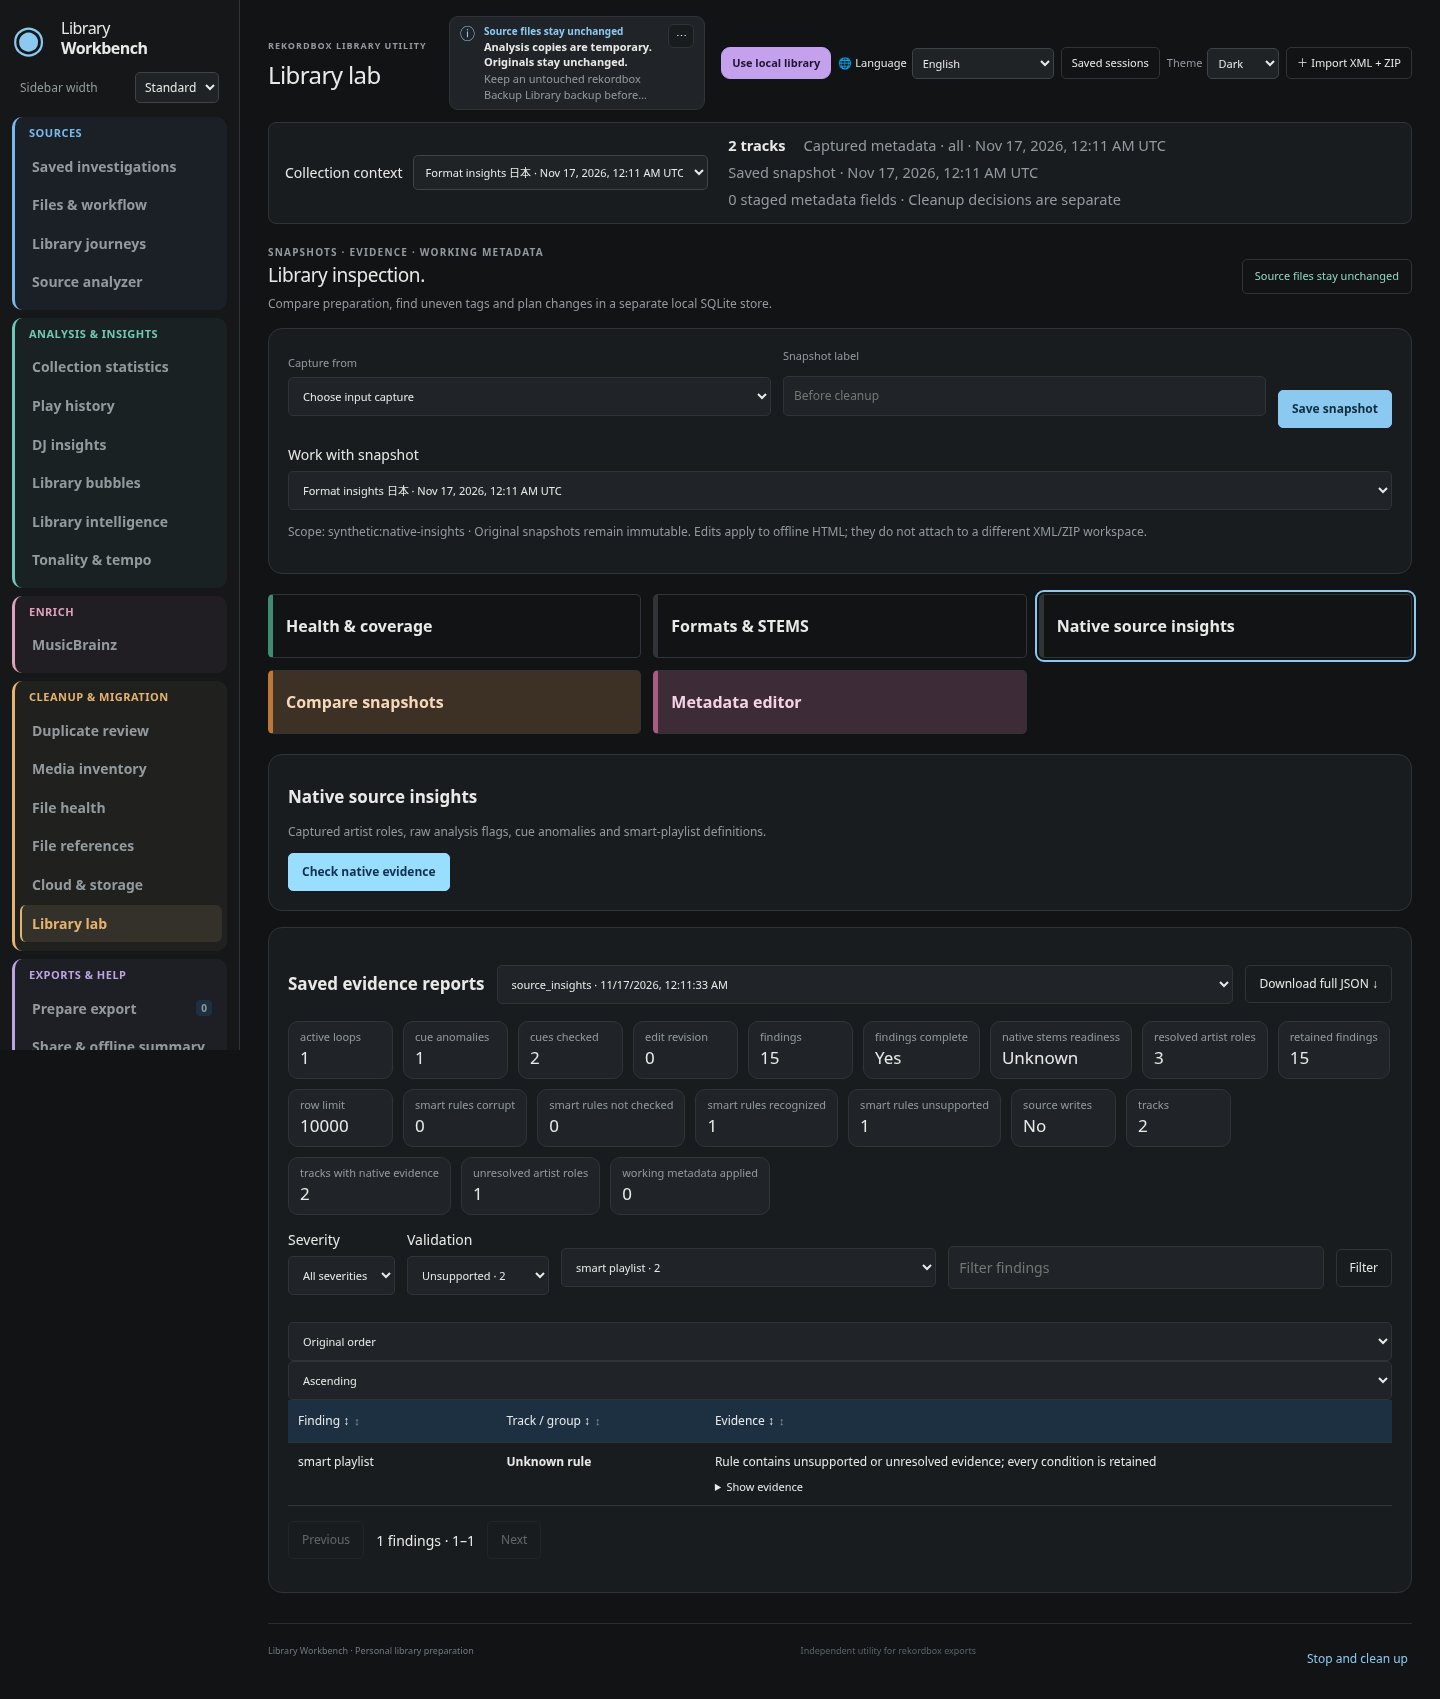 Library
Workbench
Sidebar width
Standard
SOURCES
Saved investigations
Files & workflow
Library journeys
Source analyzer
ANALYSIS & INSIGHTS
Collection statistics
Play history
DJ insights
Library bubbles
Library intelligence
Tonality & tempo
ENRICH
MusicBrainz
CLEANUP & MIGRATION
Duplicate review
Media inventory
File health
File references
Cloud & storage
Library lab
EXPORTS & HELP
Prepare export 0
Share & offline summary
REKORDBOX LIBRARY UTILITY
Library lab
Source files stay unchanged
Analysis copies are temporary.
Originals stay unchanged.
Keep an untouched rekordbox
Backup Library backup before…
…
Use local library
🌐 Language
English
Saved sessions
Theme
Dark
+ Import XML + ZIP
Collection context
Format insights 日本 · Nov 17, 2026, 12:11 AM UTC
2 tracks Captured metadata · all · Nov 17, 2026, 12:11 AM UTC
Saved snapshot · Nov 17, 2026, 12:11 AM UTC
0 staged metadata fields · Cleanup decisions are separate
SNAPSHOTS · EVIDENCE · WORKING METADATA
Library inspection.
Compare preparation, find uneven tags and plan changes in a separate local SQLite store.
Source files stay unchanged
Capture from
Choose input capture
Snapshot label
Before cleanup
Save snapshot
Work with snapshot
Format insights 日本 · Nov 17, 2026, 12:11 AM UTC
Scope: synthetic:native-insights · Original snapshots remain immutable. Edits apply to offline HTML; they do not attach to a different XML/ZIP workspace.
Health & coverage
Formats & STEMS
Native source insights
Compare snapshots
Metadata editor
Native source insights
Captured artist roles, raw analysis flags, cue anomalies and smart-playlist definitions.
Check native evidence
Saved evidence reports
source_insights · 11/17/2026, 12:11:33 AM
Download full JSON ↓
active loops
1
cue anomalies
1
cues checked
2
edit revision
0
findings
15
findings complete
Yes
native stems readiness
Unknown
resolved artist roles
3
retained findings
15
row limit
10000
smart rules corrupt
0
smart rules not checked
0
smart rules recognized
1
smart rules unsupported
1
source writes
No
tracks
2
tracks with native evidence
2
unresolved artist roles
1
working metadata applied
0
Severity
All severities
Validation
Unsupported · 2
smart playlist · 2
Filter findings
Filter
Original order
Ascending
Finding ↕ ↕ Track / group ↕ ↕ Evidence ↕ ↕
smart playlist Unknown rule Rule contains unsupported or unresolved evidence; every condition is retained
▶ Show evidence
Previous 1 findings · 1–1 Next
Library Workbench · Personal library preparation
Independent utility for rekordbox exports
Stop and clean up